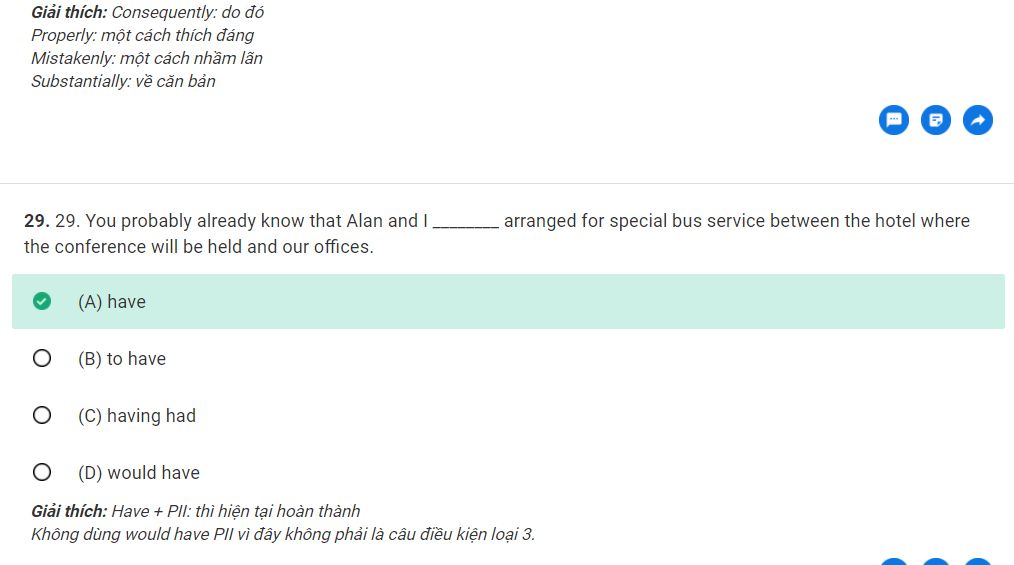 Giải thích: Consequently: do đó
Properly: một cách thích đáng
Mistakenly: một cách nhầm lãn
Substantially: về căn bản
29. 29. You probably already know that Alan and I ________ arranged for special bus service between the hotel where
the conference will be held and our offices.
(A) have
(B) to have
(C) having had
(D) would have
Giải thích: Have + PII: thì hiện tại hoàn thành
Không dùng would have PII vì đây không phải là câu điều kiện loại 3.